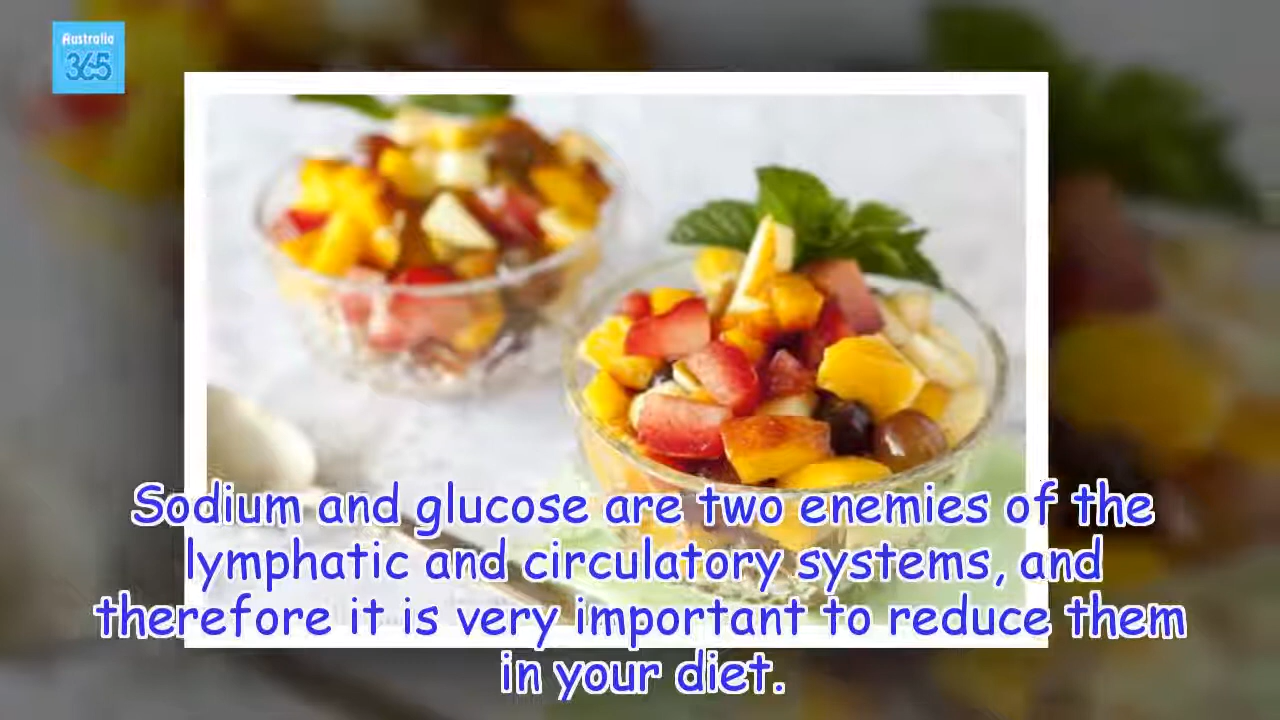 Australia
365
Sodium and glucose are two enemies of the
lymphatic and circulatory systems, and
therefore it is very important to reduce them
in your diet.